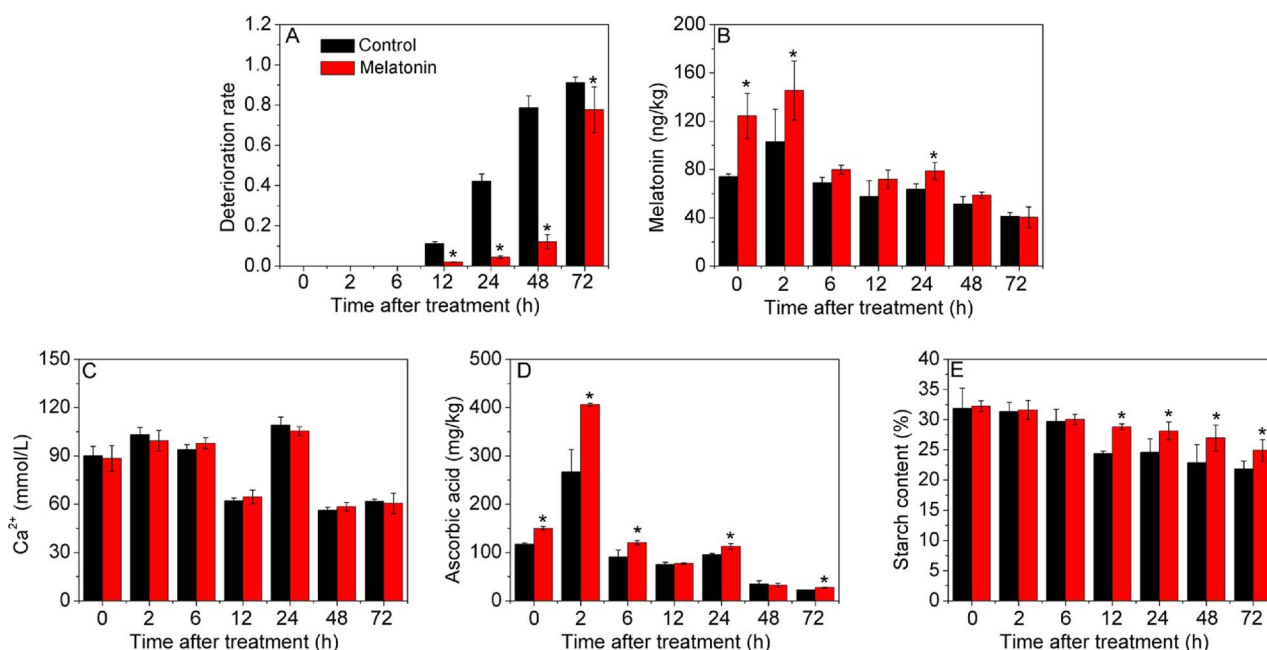 A
Control
Melatonin
1.2
1.0
0.8
0.6
0.4
0.2
0.0
Deterioration rate
* * * *
0 2 6 12 24 48 72
Time after treatment (h)
B
200
160
120
80
40
0
Melatonin (ng/kg)
* * *
0 2 6 12 24 48 72
Time after treatment (h)
C
150
120
90
60
30
0
Ca²⁺ (mmol/L)
0 2 6 12 24 48 72
Time after treatment (h)
D
500
400
300
200
100
0
Ascorbic acid (mg/kg)
* * * * *
0 2 6 12 24 48 72
Time after treatment (h)
E
40
35
30
25
20
15
10
5
0
Starch content (%)
* * * *
0 2 6 12 24 48 72
Time after treatment (h)